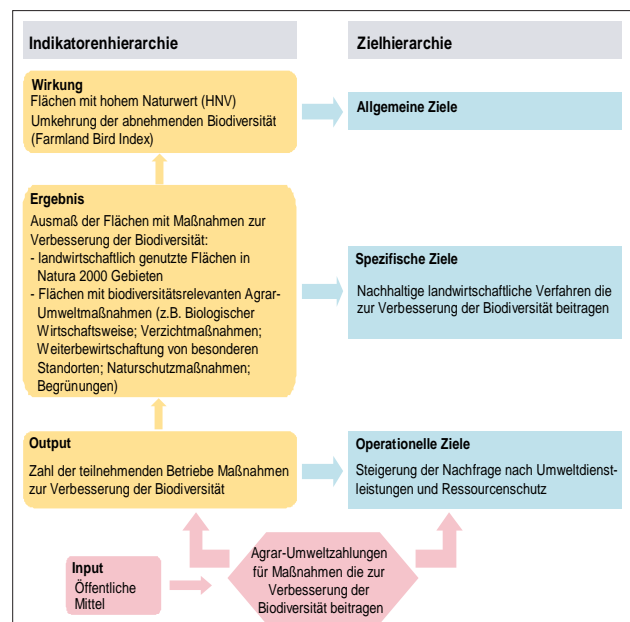 Indikatorenhierarchie
Zielhierarchie
Wirkung
Flächen mit hohem Naturwert (HNV)
Umkehrung der abnehmenden Biodiversität
(Farmland Bird Index)
Allgemeine Ziele
Ergebnis
Ausmaß der Flächen mit Maßnahmen zur
Verbesserung der Biodiversität:
- landwirtschaftlich genutzte Flächen in
Natura 2000 Gebieten
- Flächen mit biodiversitätsrelevanten Agrar-
Umweltmaßnahmen (z.B. Biologischer
Wirtschaftsweise; Verzichtmaßnahmen;
Weiterbewirtschaftung von besonderen
Standorten; Naturschutzmaßnahmen;
Begrünungen)
Spezifische Ziele
Nachhaltige landwirtschaftliche Verfahren die
zur Verbesserung der Biodiversität beitragen
Output
Zahl der teilnehmenden Betriebe Maßnahmen
zur Verbesserung der Biodiversität
Operationelle Ziele
Steigerung der Nachfrage nach Umweltdienst-
leistungen und Ressourcenschutz
Input
Öffentliche
Mittel
Agrar-Umweltzahlungen
für Maßnahmen die zur
Verbesserung der
Biodiversität beitragen